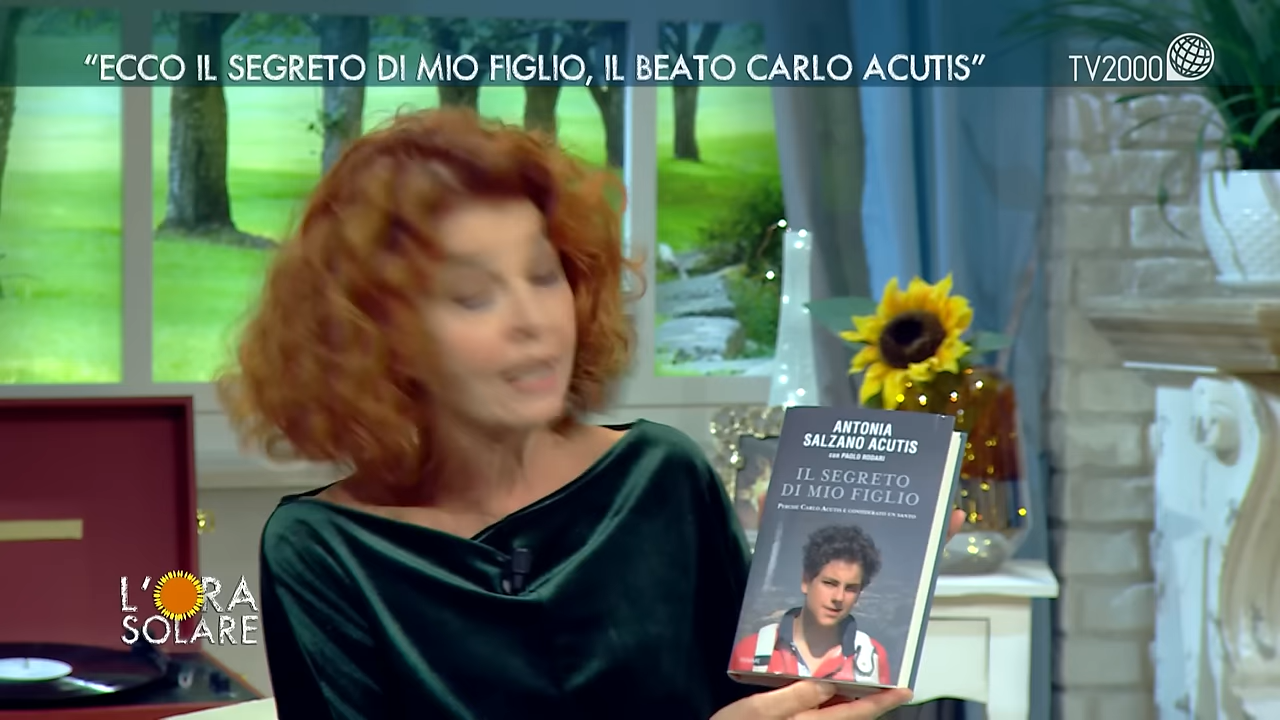 “ECCO IL SEGRETO DI MIO FIGLIO, IL BEATO CARLO ACUTIS”
TV2000
ANTONIA
SALZANO ACUTIS
CON PAOLO RODARI
IL SEGRETO
DI MIO FIGLIO
PERCHÉ CARLO ACUTIS È CONSIDERATO UN SANTO
L'ORA
SOLARE